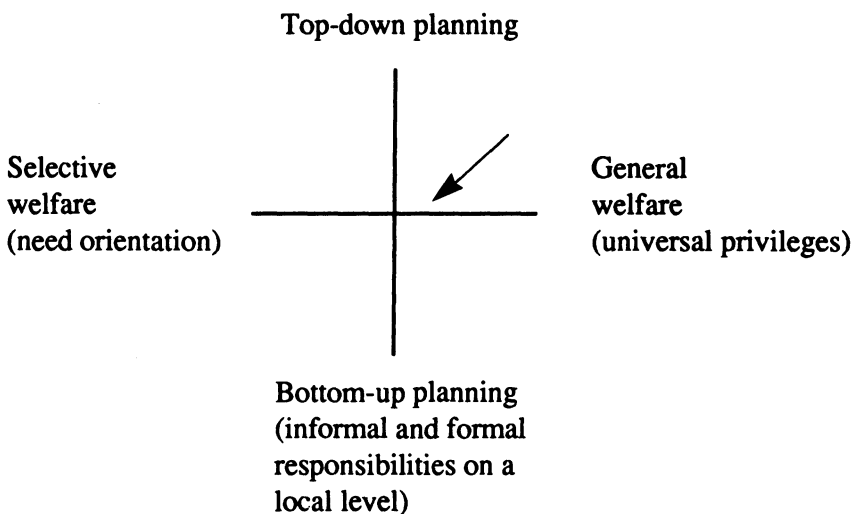 Top-down planning
Selective
welfare
(need orientation)
General
welfare
(universal privileges)
Bottom-up planning
(informal and formal
responsibilities on a
local level)